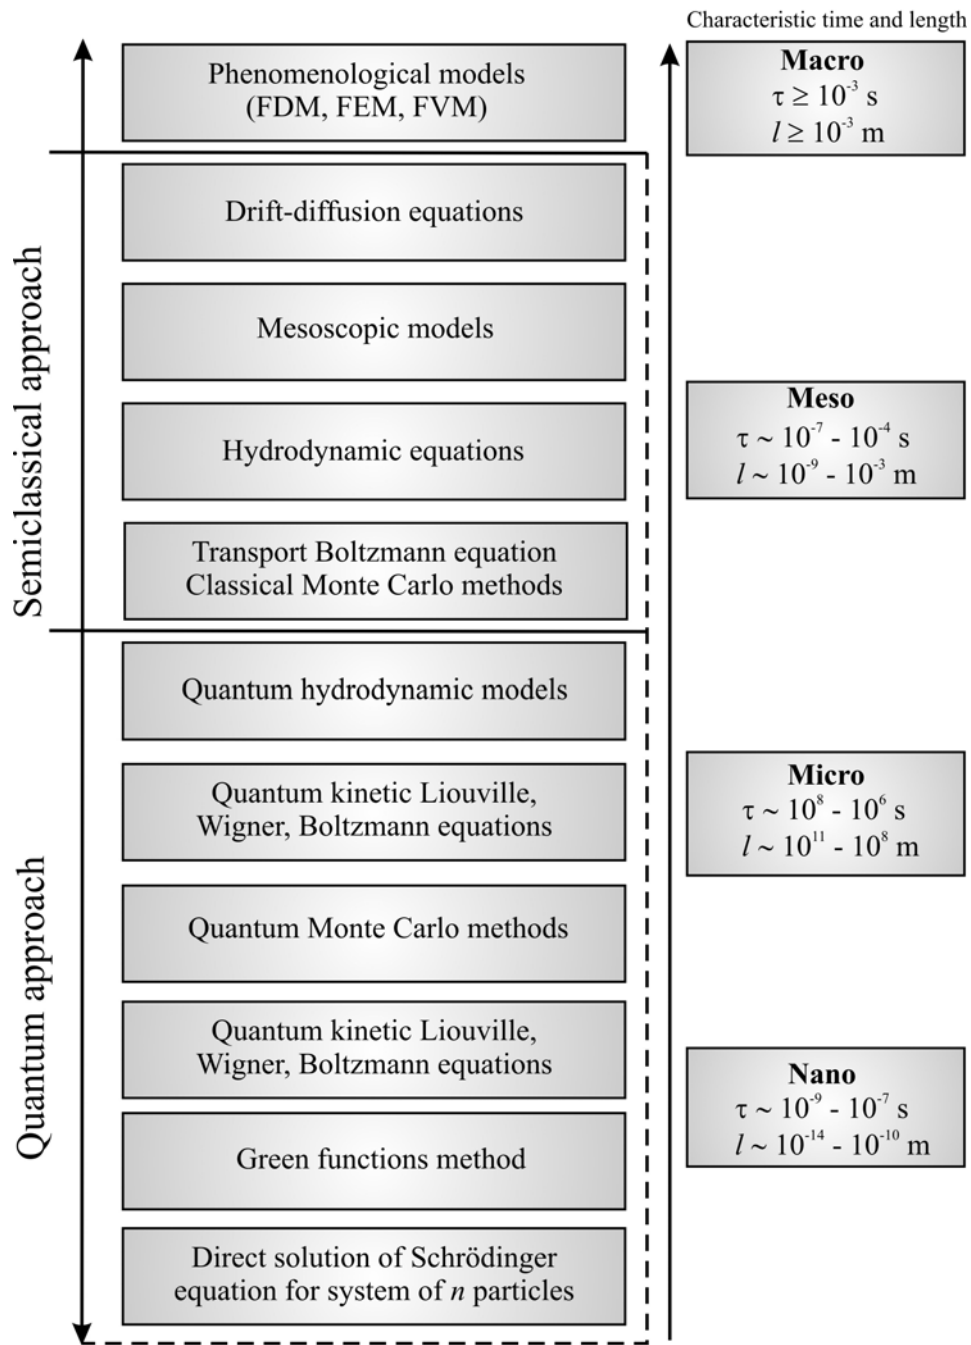 Characteristic time and length
Phenomenological models
(FDM, FEM, FVM)
Macro
τ ≥ 10⁻³ s
l ≥ 10⁻³ m
Semiclassical approach
Drift-diffusion equations
Mesoscopic models
Hydrodynamic equations
Transport Boltzmann equation
Classical Monte Carlo methods
Meso
τ ~ 10⁻⁷ - 10⁻⁴ s
l ~ 10⁻⁹ - 10⁻³ m
Quantum approach
Quantum hydrodynamic models
Quantum kinetic Liouville,
Wigner, Boltzmann equations
Micro
τ ~ 10⁸ - 10⁶ s
l ~ 10¹¹ - 10⁸ m
Quantum Monte Carlo methods
Quantum kinetic Liouville,
Wigner, Boltzmann equations
Green functions method
Nano
τ ~ 10⁻⁹ - 10⁻⁷ s
l ~ 10⁻¹⁴ - 10⁻¹⁰ m
Direct solution of Schrödinger
equation for system of n particles